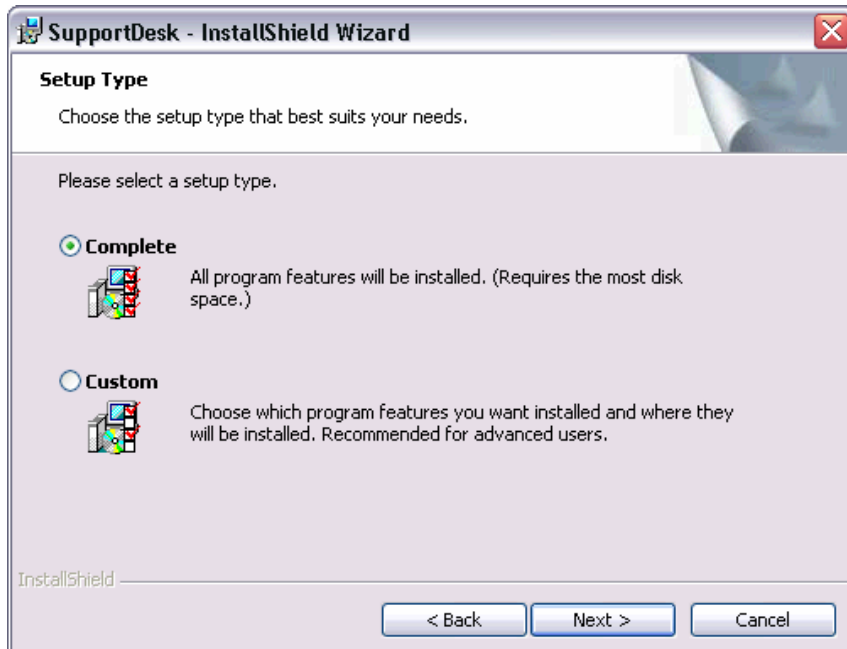 SupportDesk - InstallShield Wizard
Setup Type
Choose the setup type that best suits your needs.
Please select a setup type.
Complete
All program features will be installed. (Requires the most disk
space.)
Custom
Choose which program features you want installed and where they
will be installed. Recommended for advanced users.
InstallShield
< Back
Next >
Cancel